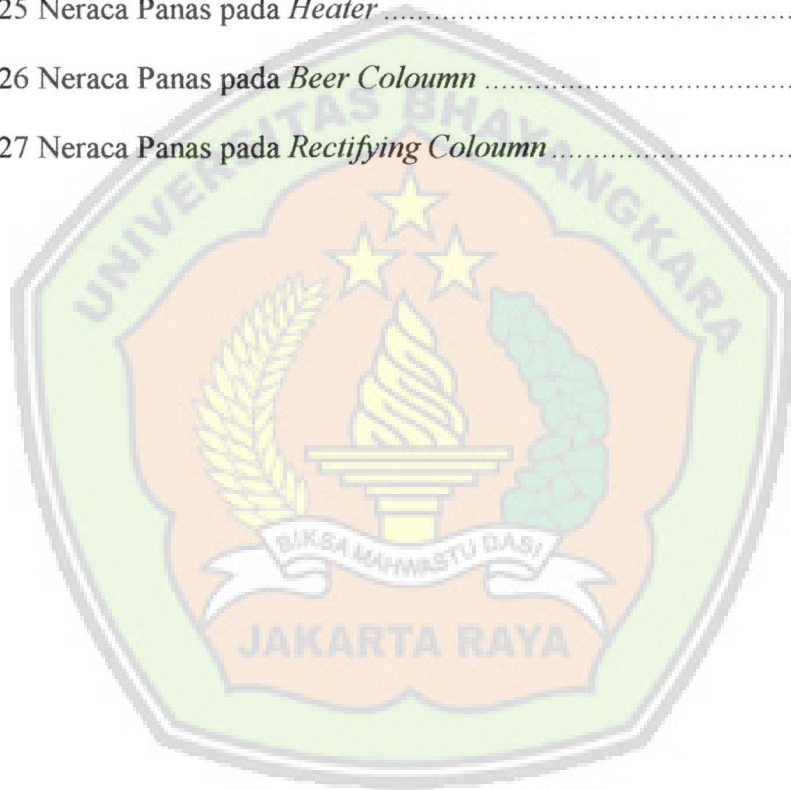 25 Neraca Panas pada Heater ........................................................
26 Neraca Panas pada Beer Coloumn ..........................................
27 Neraca Panas pada Rectifying Coloumn ..................................
UNIVERSITAS BHAYANGKARA
BIKSA MAHWASTU DASI
JAKARTA RAYA